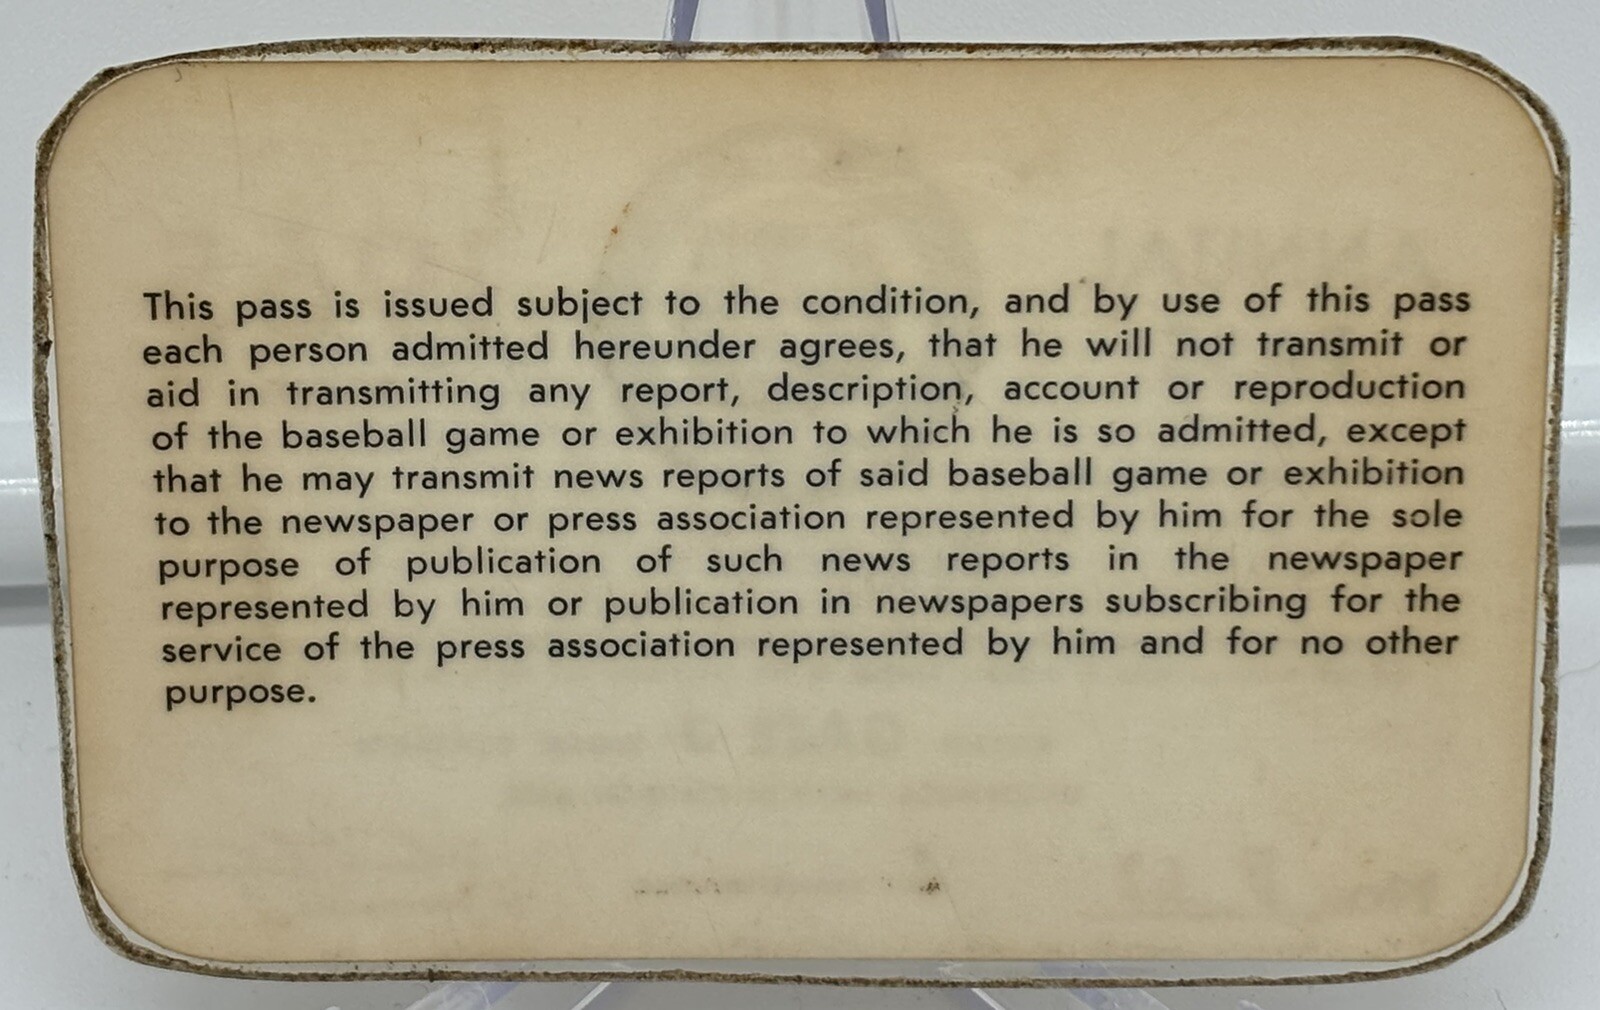 This pass is issued subject to the condition, and by use of this pass
each person admitted hereunder agrees, that he will not transmit or
aid in transmitting any report, description, account or reproduction
of the baseball game or exhibition to which he is so admitted, except
that he may transmit news reports of said baseball game or exhibition
to the newspaper or press association represented by him for the sole
purpose of publication of such news reports in the newspaper
represented by him or publication in newspapers subscribing for the
service of the press association represented by him and for no other
purpose.